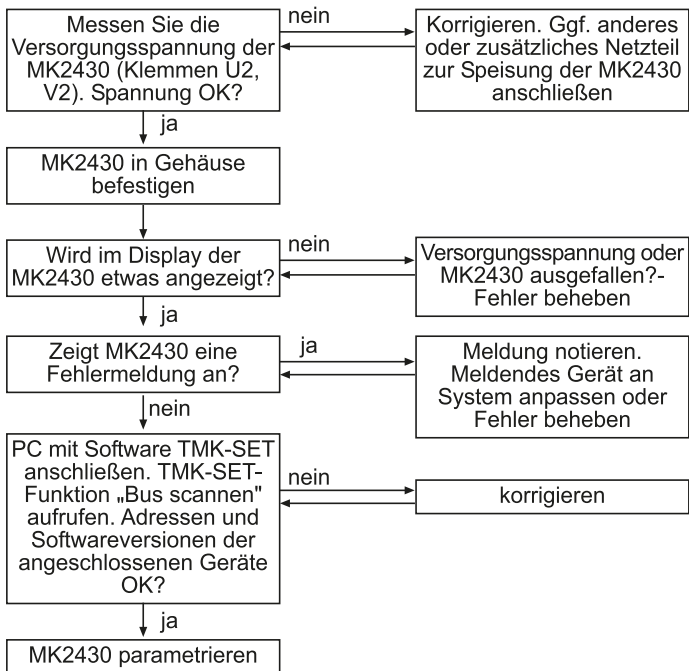 Messen Sie die
Versorgungsspannung der
MK2430 (Klemmen U2,
V2). Spannung OK?
nein
Korrigieren. Ggf. anderes
oder zusätzliches Netzteil
zur Speisung der MK2430
anschließen
ja
MK2430 in Gehäuse
befestigen
Wird im Display der
MK2430 etwas angezeigt?
nein
Versorgungsspannung oder
MK2430 ausgefallen?-
Fehler beheben
ja
Zeigt MK2430 eine
Fehlermeldung an?
ja
Meldung notieren.
Meldendes Gerät an
System anpassen oder
Fehler beheben
nein
PC mit Software TMK-SET
anschließen. TMK-SET-
Funktion „Bus scannen"
aufrufen. Adressen und
Softwareversionen der
angeschlossenen Geräte
OK?
nein
korrigieren
ja
MK2430 parametrieren